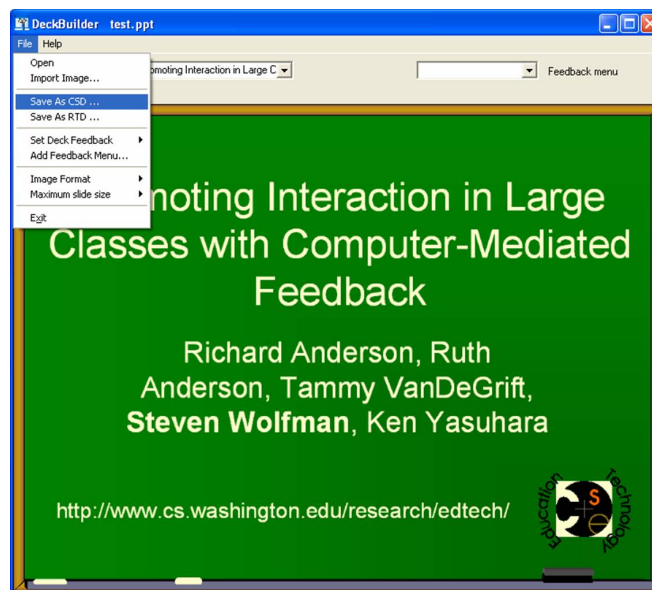 DeckBuilder test.ppt
File Help
Open
Import Image...
Save As CSD ...
Save As RTD ...
Set Deck Feedback
Add Feedback Menu...
Image Format
Maximum slide size
Exit
moting Interaction in Large C
Feedback menu
moting Interaction in Large
Classes with Computer-Mediated
Feedback
Richard Anderson, Ruth
Anderson, Tammy VanDeGrift,
Steven Wolfman, Ken Yasuhara
http://www.cs.washington.edu/research/edtech/
Education
Technology
C S e